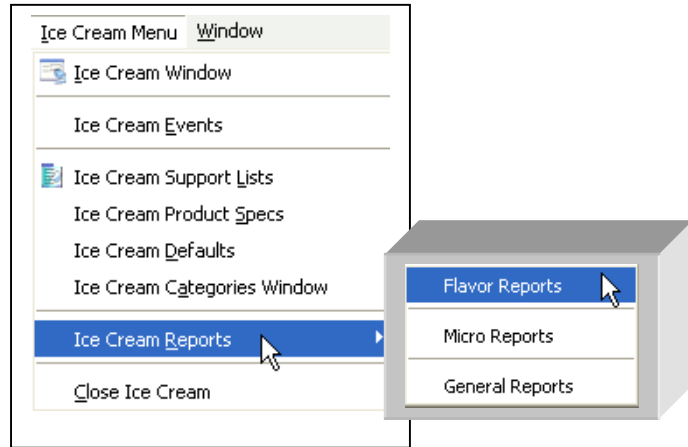 Ice Cream Menu Window
Ice Cream Window
Ice Cream Events
Ice Cream Support Lists
Ice Cream Product Specs
Ice Cream Defaults
Ice Cream Categories Window
Ice Cream Reports
Close Ice Cream
Flavor Reports
Micro Reports
General Reports